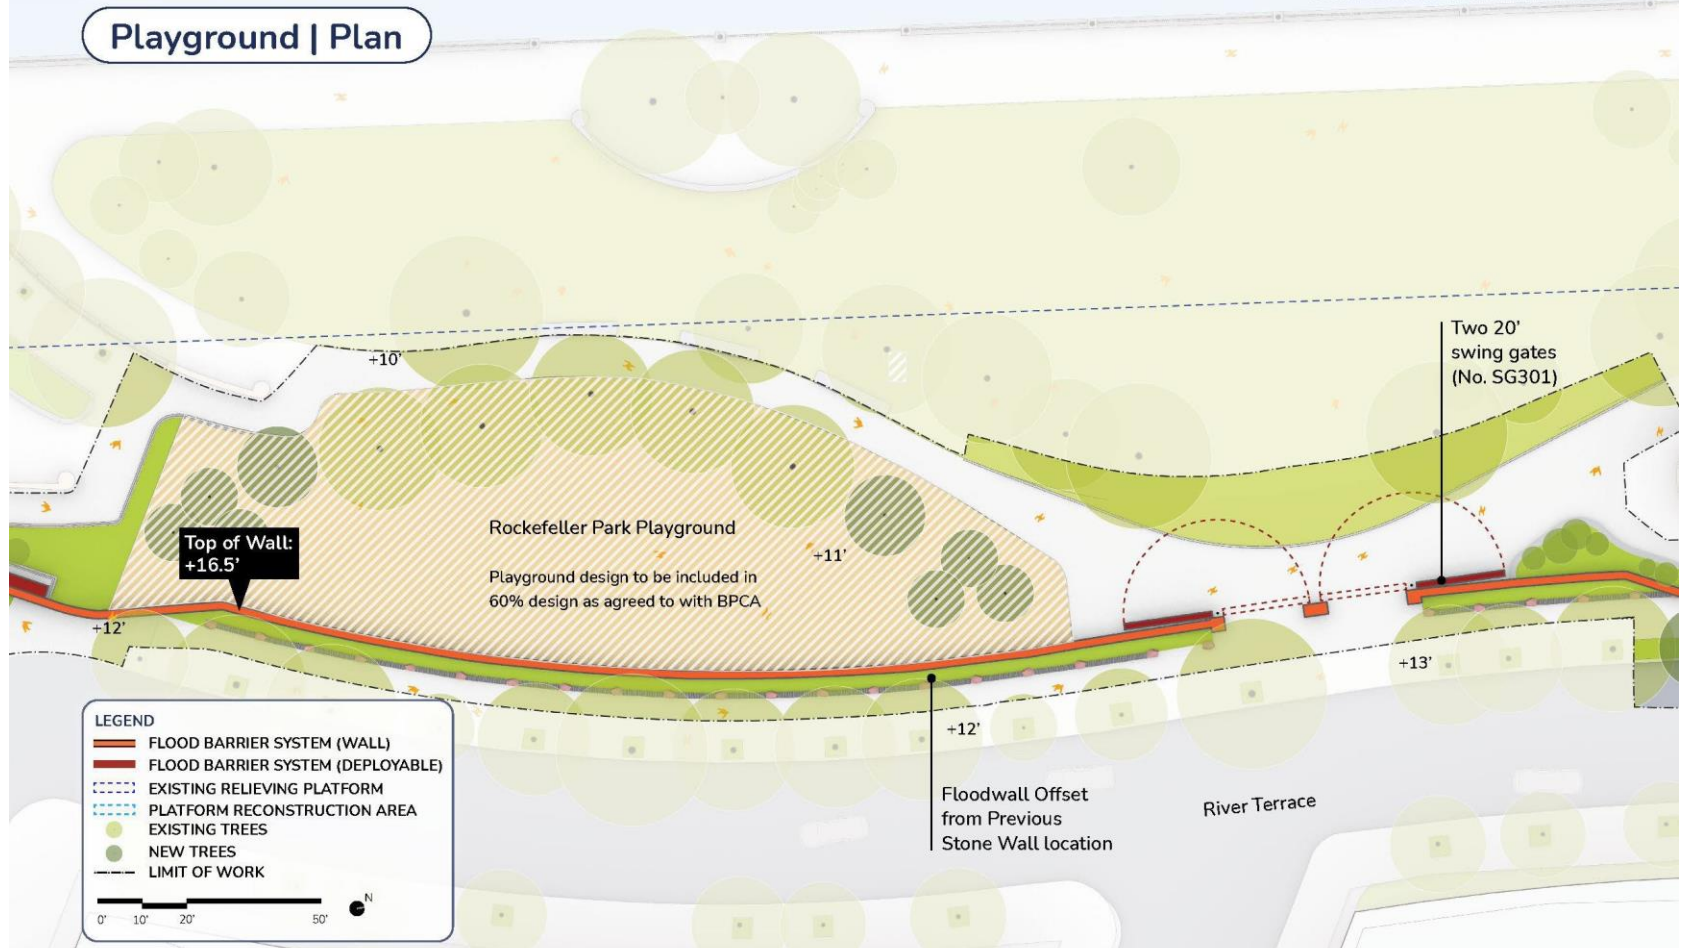 Playground | Plan
Two 20'
swing gates
(No. SG301)
+10'
Top of Wall:
+16.5'
Rockefeller Park Playground
+11'
Playground design to be included in
60% design as agreed to with BPCA
+12'
+13'
+12'
Floodwall Offset
from Previous
Stone Wall location
River Terrace
LEGEND
FLOOD BARRIER SYSTEM (WALL)
FLOOD BARRIER SYSTEM (DEPLOYABLE)
EXISTING RELIEVING PLATFORM
PLATFORM RECONSTRUCTION AREA
EXISTING TREES
NEW TREES
LIMIT OF WORK
0' 10' 20' 50'
N